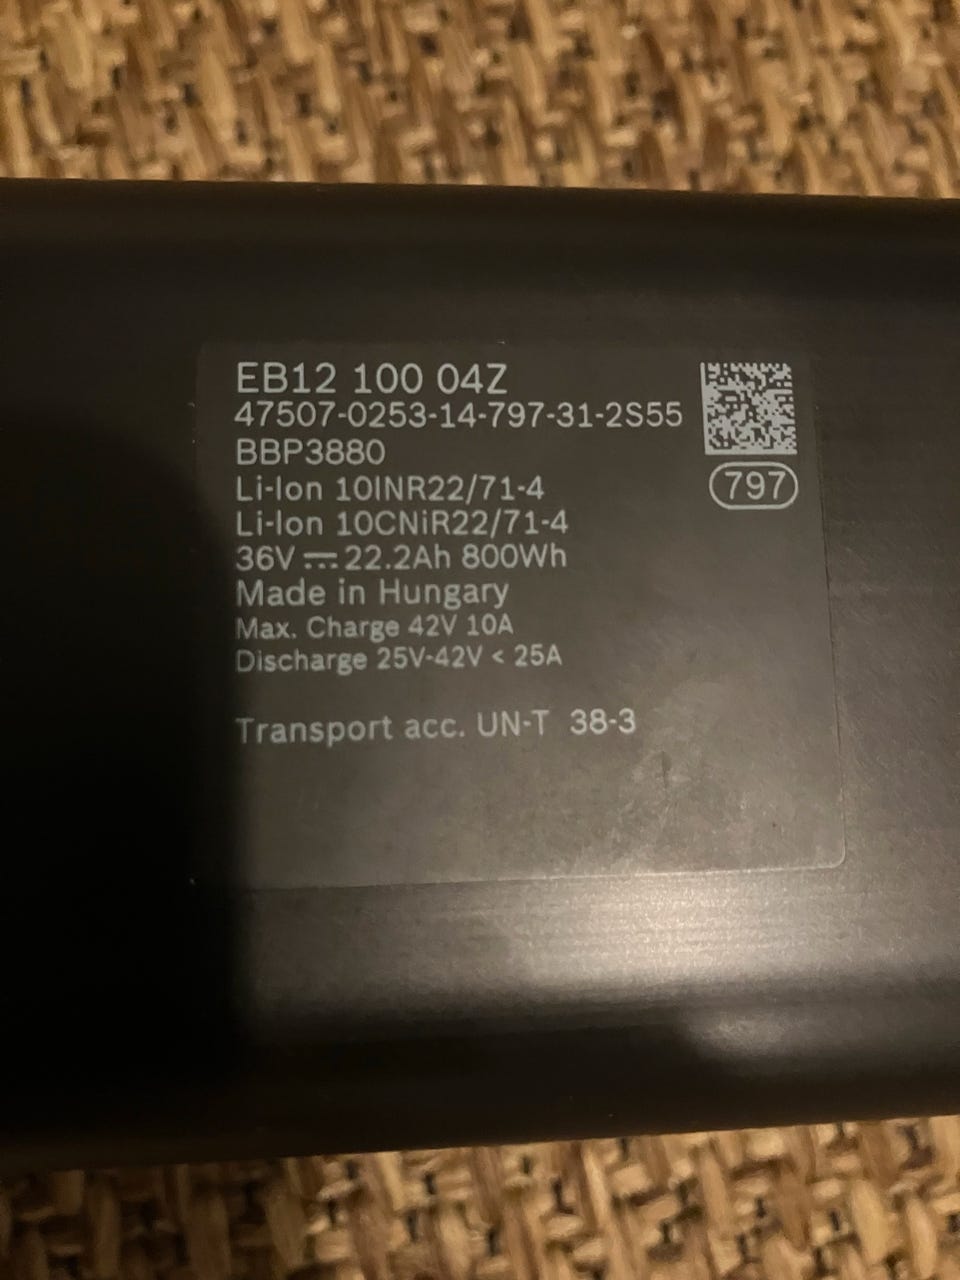 EB12 100 04Z
47507-0253-14-797-31-2S55
BBP3880
797
Li-Ion 10INR22/71-4
Li-Ion 10CNiR22/71-4
36V ⎓ 22.2Ah 800Wh
Made in Hungary
Max. Charge 42V 10A
Discharge 25V-42V < 25A
Transport acc. UN-T 38-3